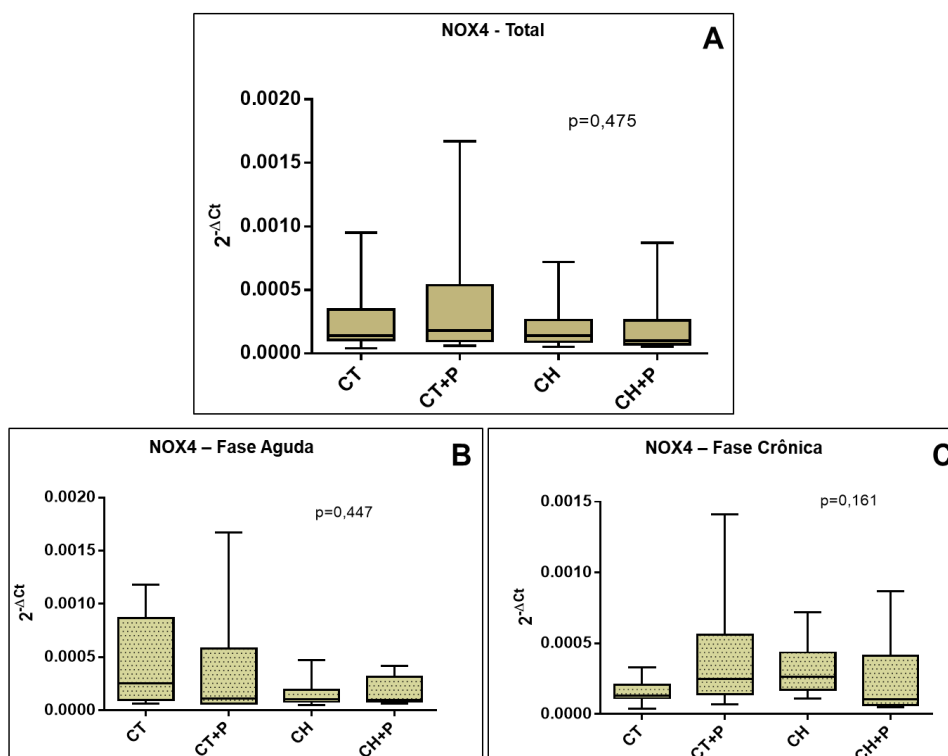 NOX4 - Total
A
0.0020
0.0015
0.0010
0.0005
0.0000
2-ΔCt
p=0,475
CT
CT+P
CH
CH+P
NOX4 – Fase Aguda
B
0.0020
0.0015
0.0010
0.0005
0.0000
2-ΔCt
p=0,447
CT
CT+P
CH
CH+P
NOX4 – Fase Crônica
C
0.0015
0.0010
0.0005
0.0000
2-ΔCt
p=0,161
CT
CT+P
CH
CH+P